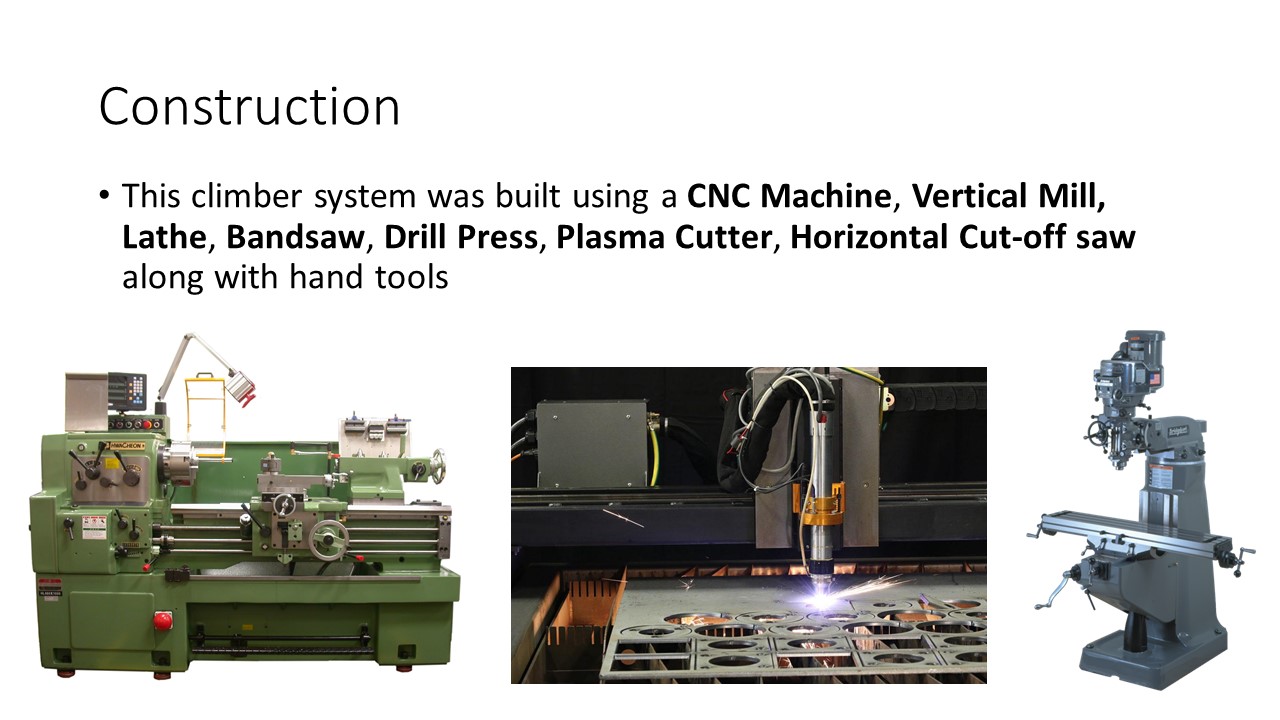 Construction
• This climber system was built using a CNC Machine, Vertical Mill,
Lathe, Bandsaw, Drill Press, Plasma Cutter, Horizontal Cut-off saw
along with hand tools
HWACHEON